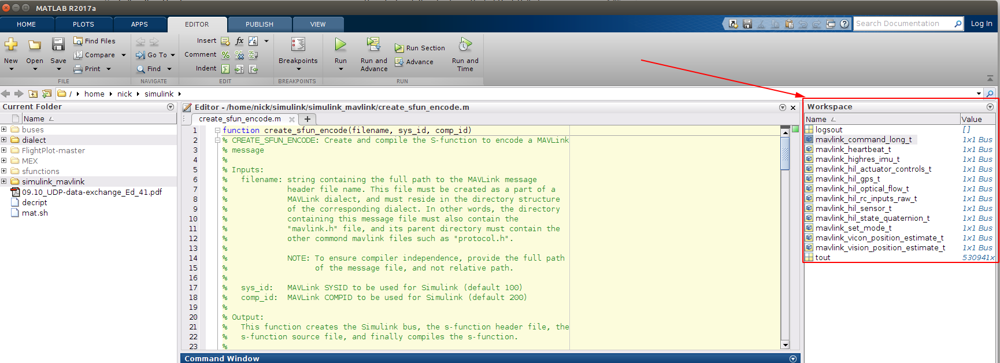 MATLAB R2017a
HOME PLOTS APPS EDITOR PUBLISH VIEW
Search Documentation
Log In
New
Open
Save
Find Files
Compare
Print
FILE
Go To
Find
NAVIGATE
Insert fx fi
Comment % % %
Indent
EDIT
Breakpoints
BREAKPOINTS
Run
Run and Advance
Run Section
Advance
Run and Time
RUN
/ home nick simulink
Current Folder
Name
buses
dialect
FlightPlot-master
MEX
sfunctions
simulink_mavlink
09.10_UDP-data-exchange_Ed_41.pdf
decript
mat.sh
Editor - /home/nick/simulink/simulink_mavlink/create_sfun_encode.m
create_sfun_encode.m
1 function create_sfun_encode(filename, sys_id, comp_id)
2 % CREATE_SFUN_ENCODE: Create and compile the S-function to encode a MAVLink
3 % message
4 %
5 % Inputs:
6 % filename: string containing the full path to the MAVLink message
7 % header file name. This file must be created as a part of a
8 % MAVLink dialect, and must reside in the directory structure
9 % of the corresponding dialect. In other words, the directory
10 % containing this message file must also contain the
11 % "mavlink.h" file, and its parent directory must contain the
12 % other commond mavlink files such as "protocol.h".
13 %
14 % NOTE: To ensure compiler independence, provide the full path
15 % of the message file, and not relative path.
16 %
17 % sys_id: MAVLink SYSID to be used for Simulink (default 100)
18 % comp_id: MAVLink COMPID to be used for Simulink (default 200)
19 %
20 % Output:
21 % This function creates the Simulink bus, the s-function header file, the
22 % s-function source file, and finally compiles the s-function.
23 %
Command Window
Workspace
Name Value
logsout []
mavlink_command_long_t 1x1 Bus
mavlink_heartbeat_t 1x1 Bus
mavlink_highres_imu_t 1x1 Bus
mavlink_hil_actuator_controls_t 1x1 Bus
mavlink_hil_gps_t 1x1 Bus
mavlink_hil_optical_flow_t 1x1 Bus
mavlink_hil_rc_inputs_raw_t 1x1 Bus
mavlink_hil_sensor_t 1x1 Bus
mavlink_hil_state_quaternion_t 1x1 Bus
mavlink_set_mode_t 1x1 Bus
mavlink_vicon_position_estimate_t 1x1 Bus
mavlink_vision_position_estimate_t 1x1 Bus
tout 530941x